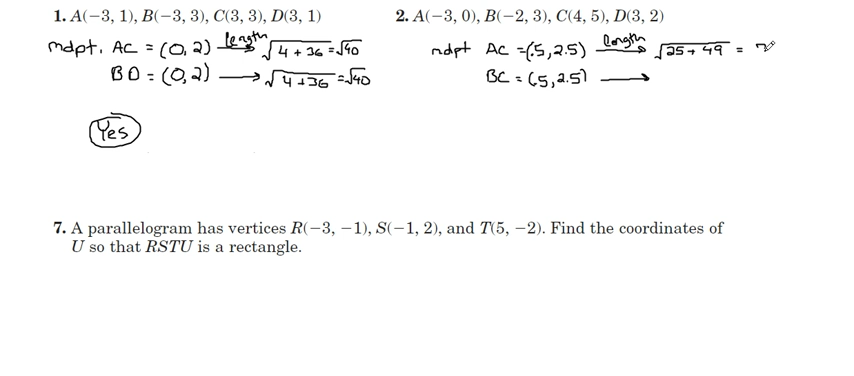 1. A(−3, 1), B(−3, 3), C(3, 3), D(3, 1)
mdpt. AC = (0, 2) length → √4 + 36 = √40
BD = (0, 2) → √4 + 36 = √40
Yes
2. A(−3, 0), B(−2, 3), C(4, 5), D(3, 2)
mdpt AC = (.5, 2.5) length → √25 + 49 =
BC = (.5, 2.5) →
7. A parallelogram has vertices R(−3, −1), S(−1, 2), and T(5, −2). Find the coordinates of
U so that RSTU is a rectangle.